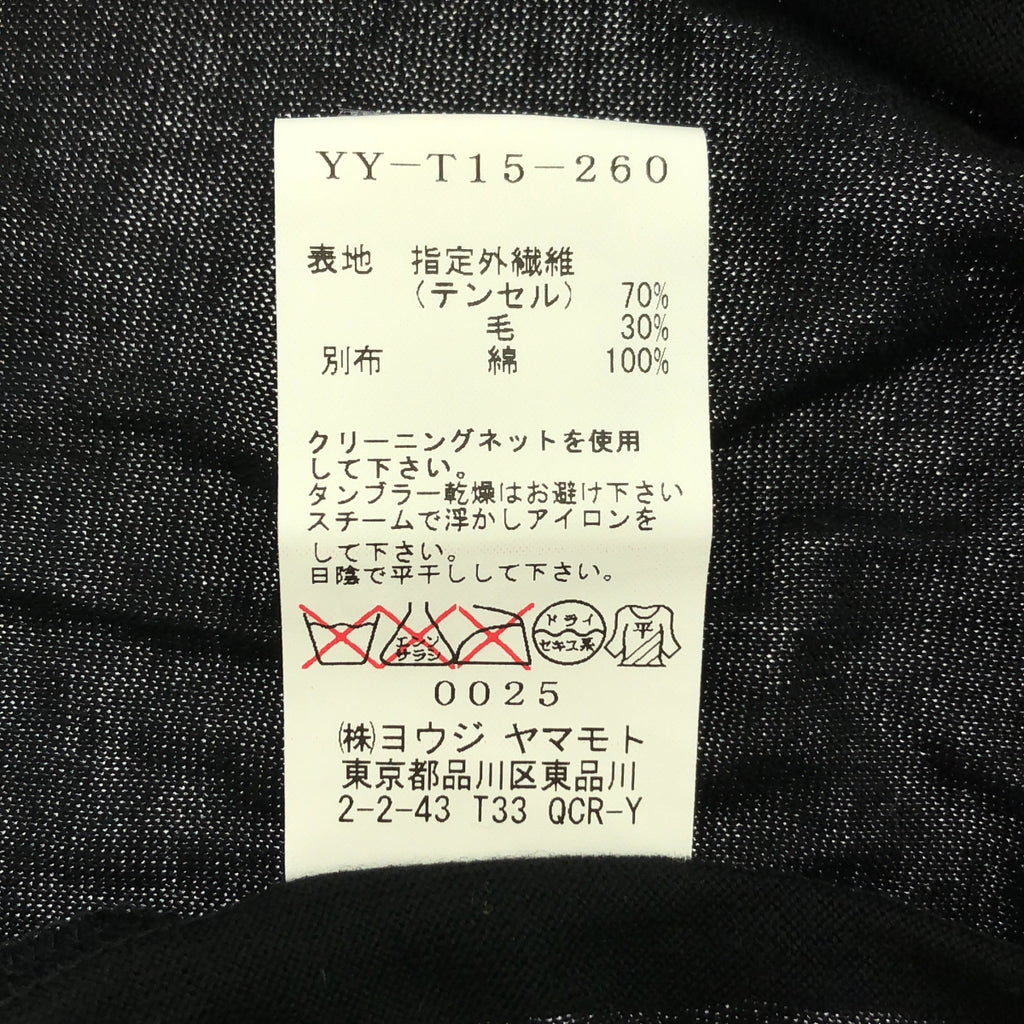 YY-T15-260
表地 指定外繊維
（テンセル） 70%
毛 30%
別布 綿 100%
クリーニングネットを使用
して下さい。
タンブラー乾燥はお避け下さい
スチームで浮かしアイロンを
して下さい。
日陰で平干しして下さい。
エンソ サラシ ドライ セキユ系 平
0025
㈱ヨウジ ヤマモト
東京都品川区東品川
2-2-43 T33 QCR-Y